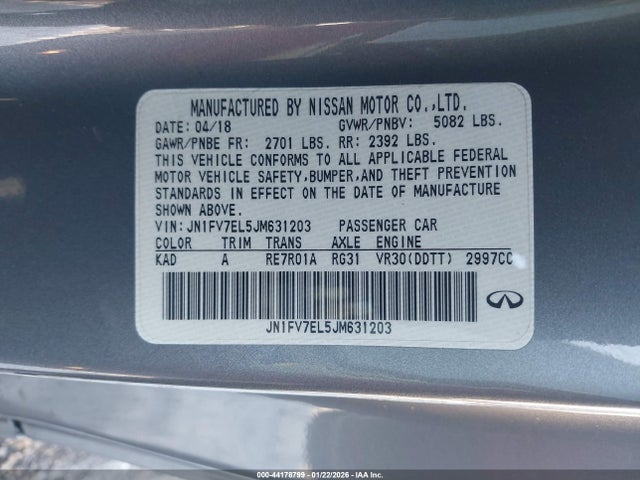 MANUFACTURED BY NISSAN MOTOR CO.,LTD.
DATE: 04/18 GVWR/PNBV: 5082 LBS.
GAWR/PNBE FR: 2701 LBS. RR: 2392 LBS.
THIS VEHICLE CONFORMS TO ALL APPLICABLE FEDERAL
MOTOR VEHICLE SAFETY,BUMPER,AND THEFT PREVENTION
STANDARDS IN EFFECT ON THE DATE OF MANUFACTURE
SHOWN ABOVE.
VIN:JN1FV7EL5JM631203 PASSENGER CAR
COLOR TRIM TRANS AXLE ENGINE
KAD A RE7R01A RG31 VR30(DDTT) 2997CC
JN1FV7EL5JM631203
000-44178799 - 01/22/2026 - IAA Inc.